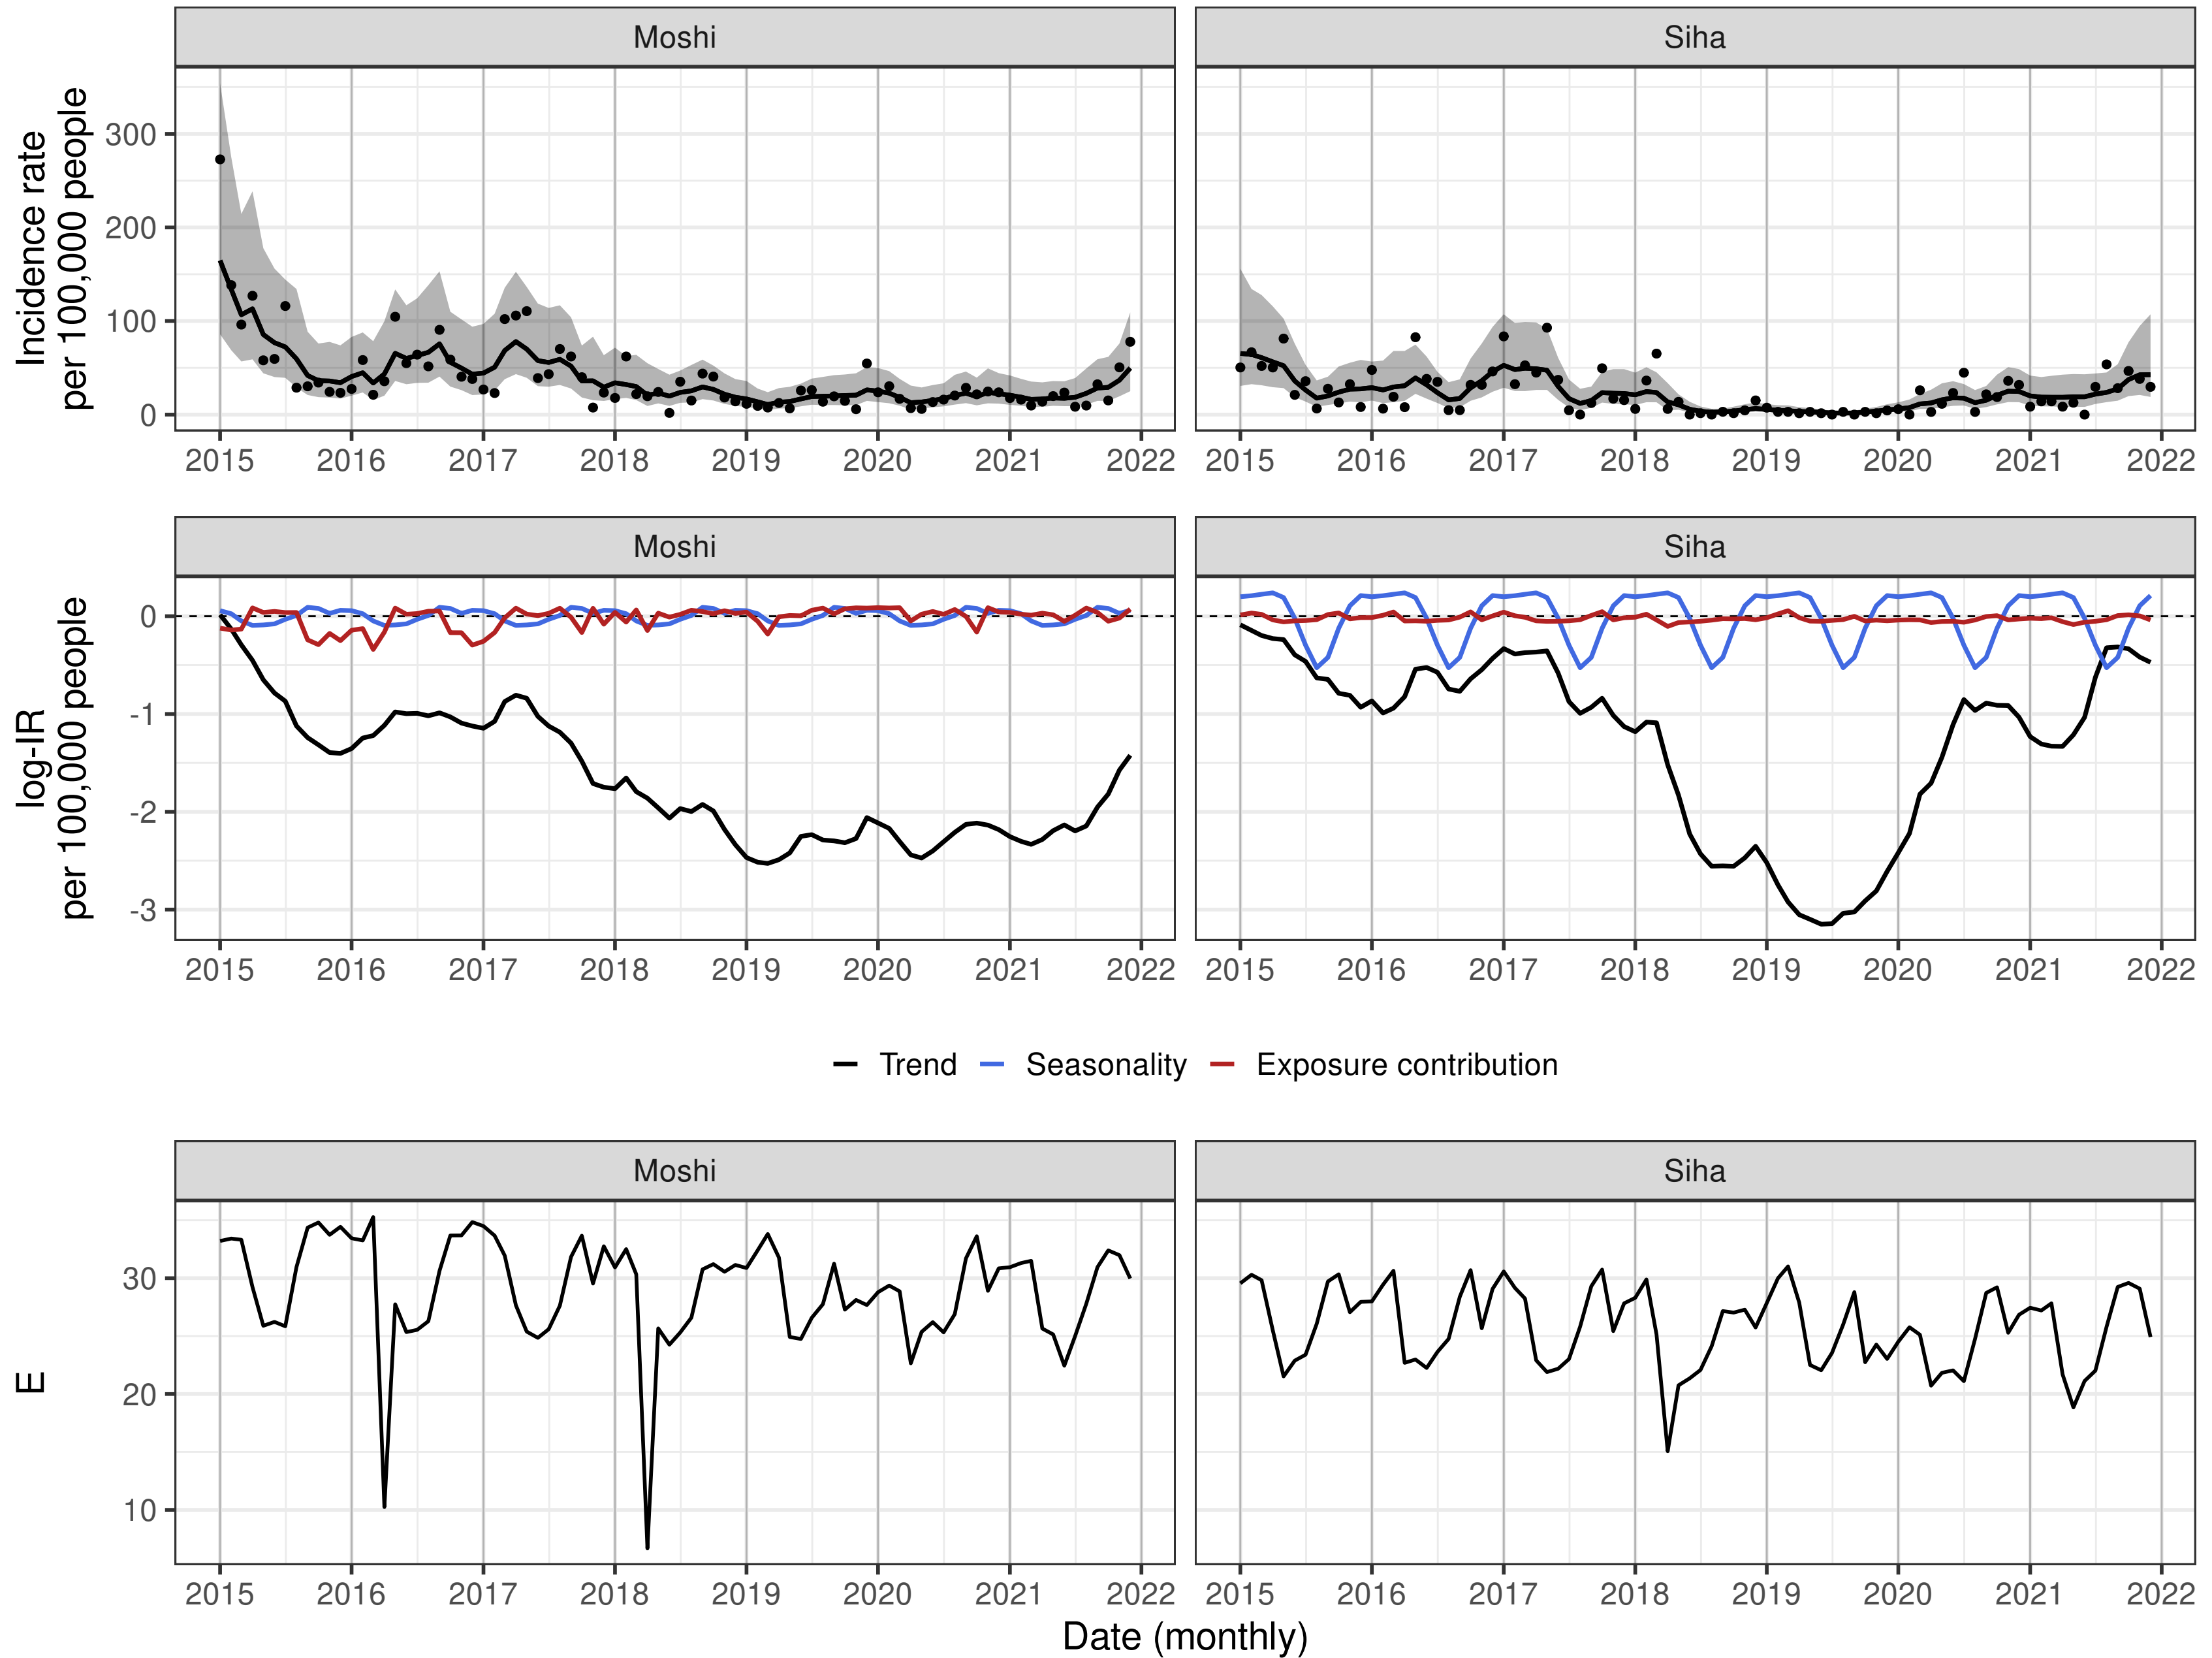 Moshi
Siha
Incidence rate
per 100,000 people
300
200
100
0
2015 2016 2017 2018 2019 2020 2021 2022
2015 2016 2017 2018 2019 2020 2021 2022
Moshi
Siha
log-IR
per 100,000 people
0
-1
-2
-3
2015 2016 2017 2018 2019 2020 2021 2022
2015 2016 2017 2018 2019 2020 2021 2022
Trend Seasonality Exposure contribution
Moshi
Siha
E
30
20
10
2015 2016 2017 2018 2019 2020 2021 2022
2015 2016 2017 2018 2019 2020 2021 2022
Date (monthly)